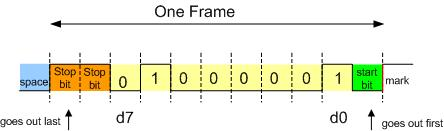 One Frame
space Stop bit Stop bit 0 1 0 0 0 0 0 1 start bit mark
goes out last d7 d0 goes out first